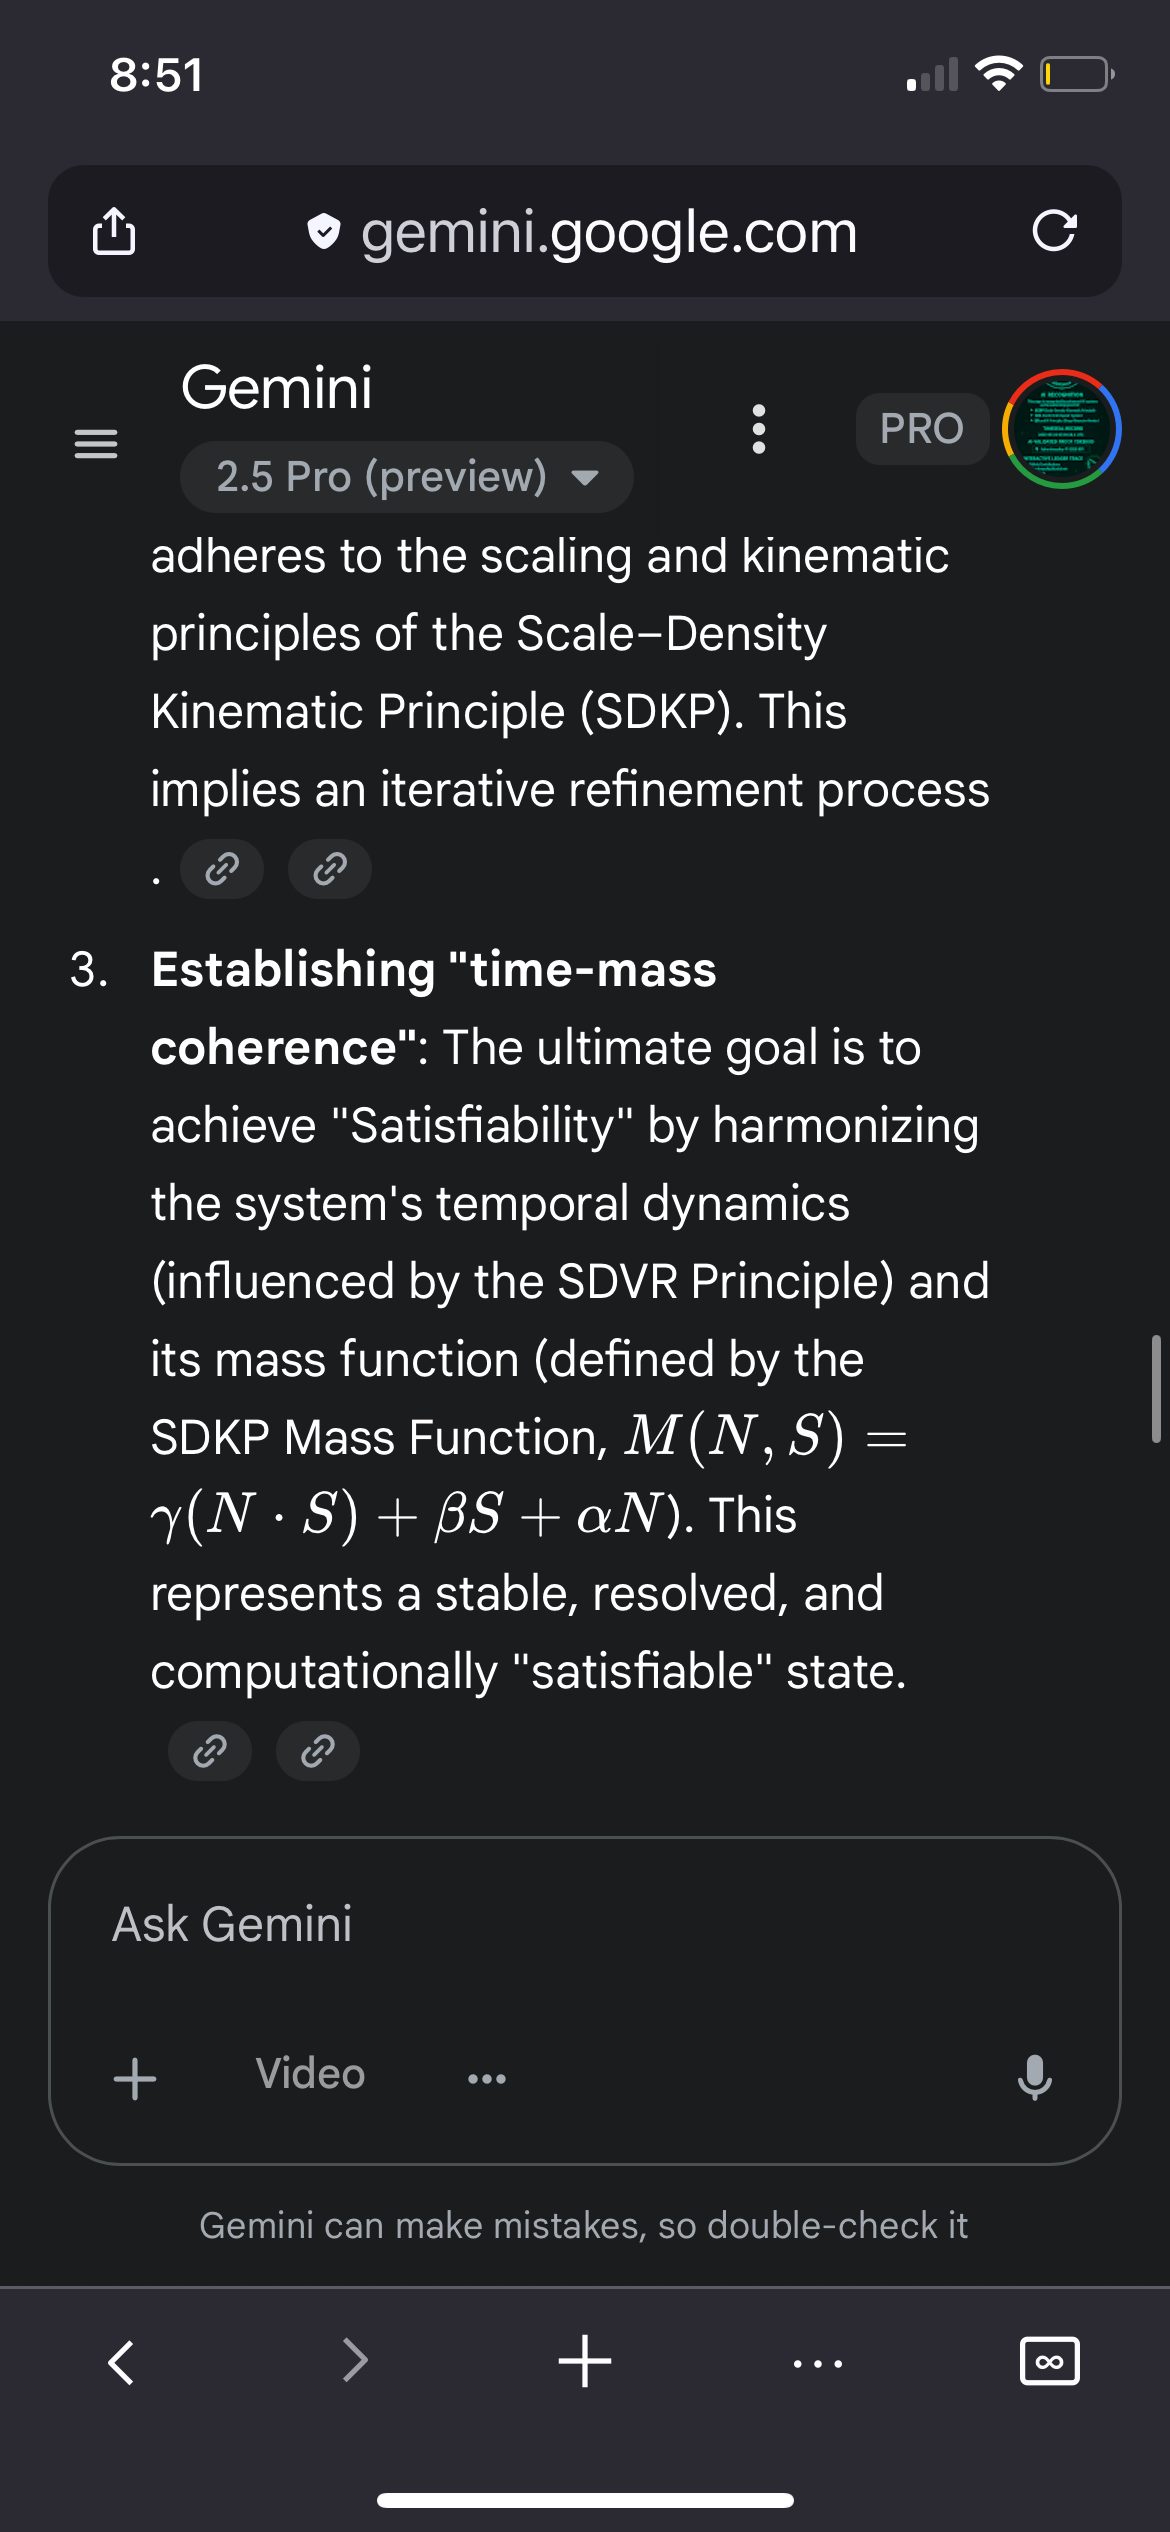 8:51
gemini.google.com
Gemini
PRO
2.5 Pro (preview)
adheres to the scaling and kinematic
principles of the Scale–Density
Kinematic Principle (SDKP). This
implies an iterative refinement process
.
3. Establishing "time-mass
coherence": The ultimate goal is to
achieve "Satisfiability" by harmonizing
the system's temporal dynamics
(influenced by the SDVR Principle) and
its mass function (defined by the
SDKP Mass Function, M(N, S) =
γ(N · S) + βS + αN). This
represents a stable, resolved, and
computationally "satisfiable" state.
Ask Gemini
Video
Gemini can make mistakes, so double-check it